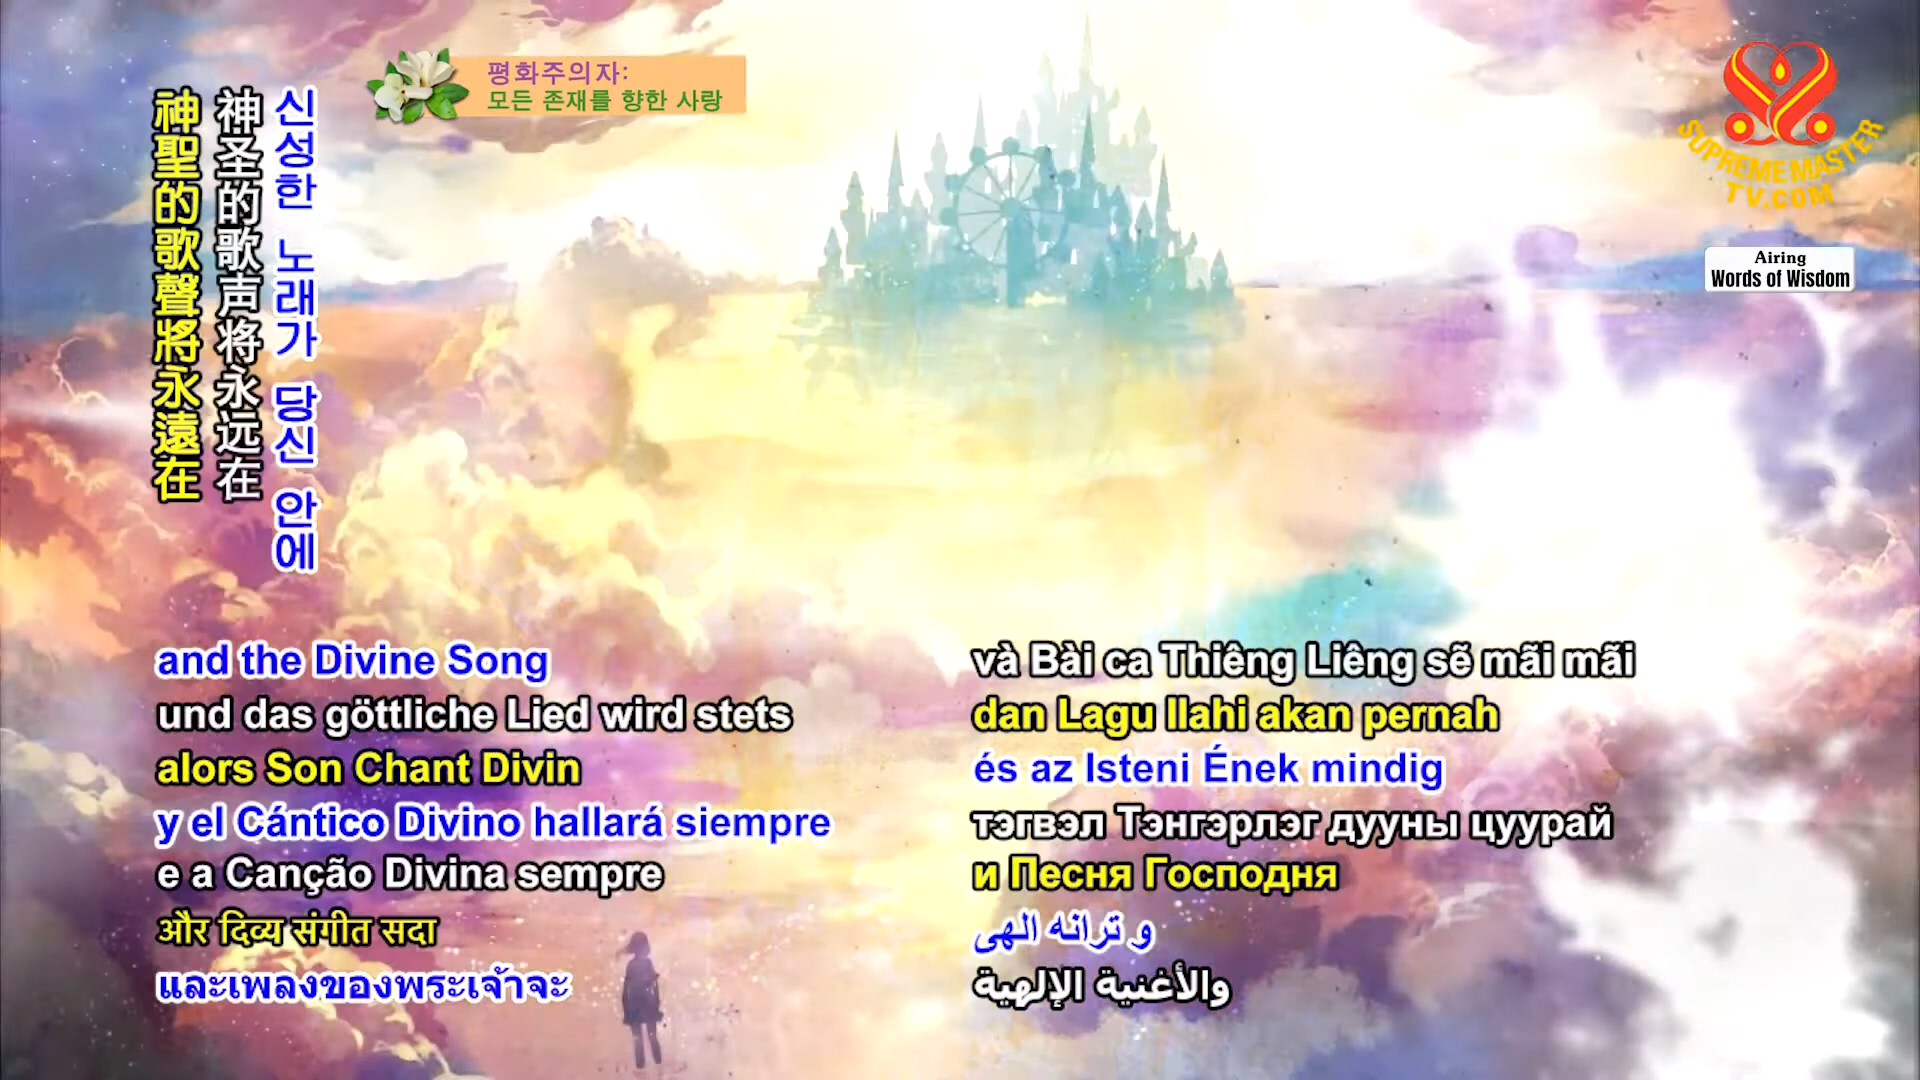 평화주의자:
모든 존재를 향한 사랑
SUPREME MASTER
TV.COM
Airing
Words of Wisdom
신성한 노래가 당신 안에
神圣的歌声将永远在
神聖的歌聲將永遠在
and the Divine Song
und das göttliche Lied wird stets
alors Son Chant Divin
y el Cántico Divino hallará siempre
e a Canção Divina sempre
और दिव्य संगीत सदा
และเพลงของพระเจ้าจะ
và Bài ca Thiêng Liêng sẽ mãi mãi
dan Lagu Ilahi akan pernah
és az Isteni Ének mindig
тэгвэл Тэнгэрлэг дууны цуурай
и Песня Господня
و ترانه الهی
والأغنية الإلهية